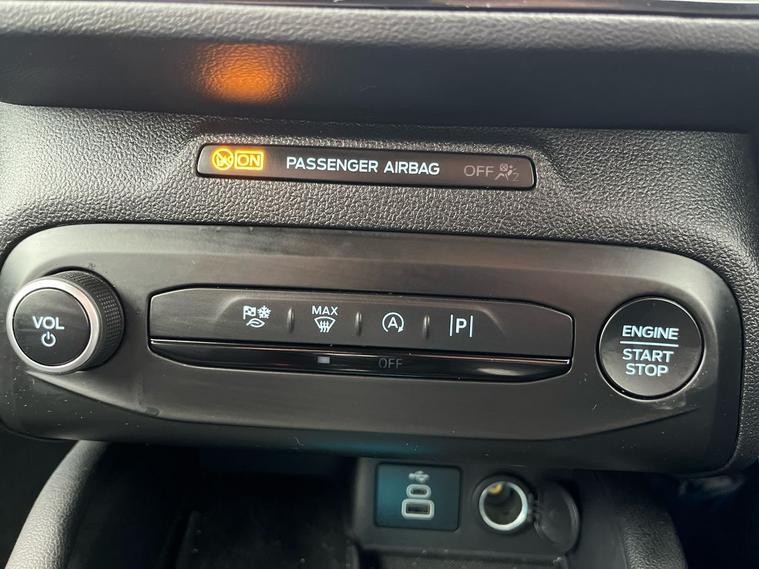 ON PASSENGER AIRBAG OFF
VOL
MAX
A
P
OFF
ENGINE
START
STOP